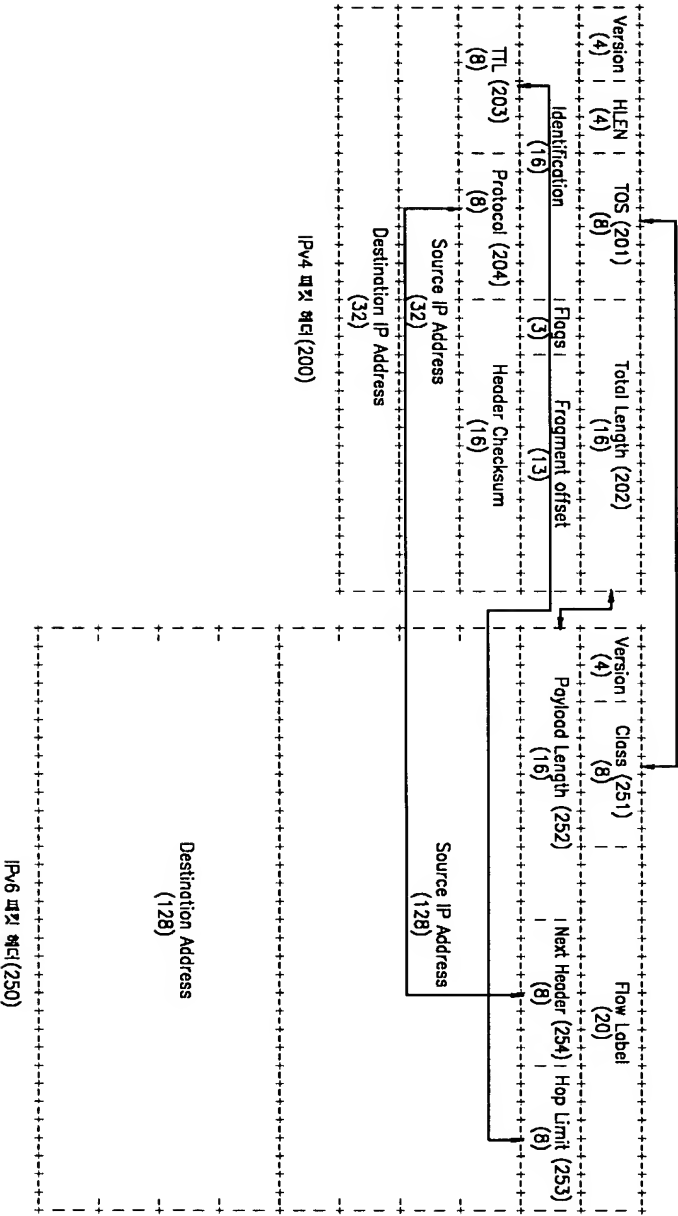 Version | HLEN | TOS (201) | Total Length (202)
(4) (4) (8) (16)
Identification | Flags | Fragment offset
(16) (3) (13)
TTL (203) | Protocol (204) | Header Checksum
(8) (8) (16)
Source IP Address
(32)
Destination IP Address
(32)
IPv4 패킷 헤더(200)
Version | Class (251) | Flow Label
(4) (8) (20)
Payload Length (252) | Next Header (254) | Hop Limit (253)
(16) (8) (8)
Source IP Address
(128)
Destination Address
(128)
IPv6 패킷 헤더(250)